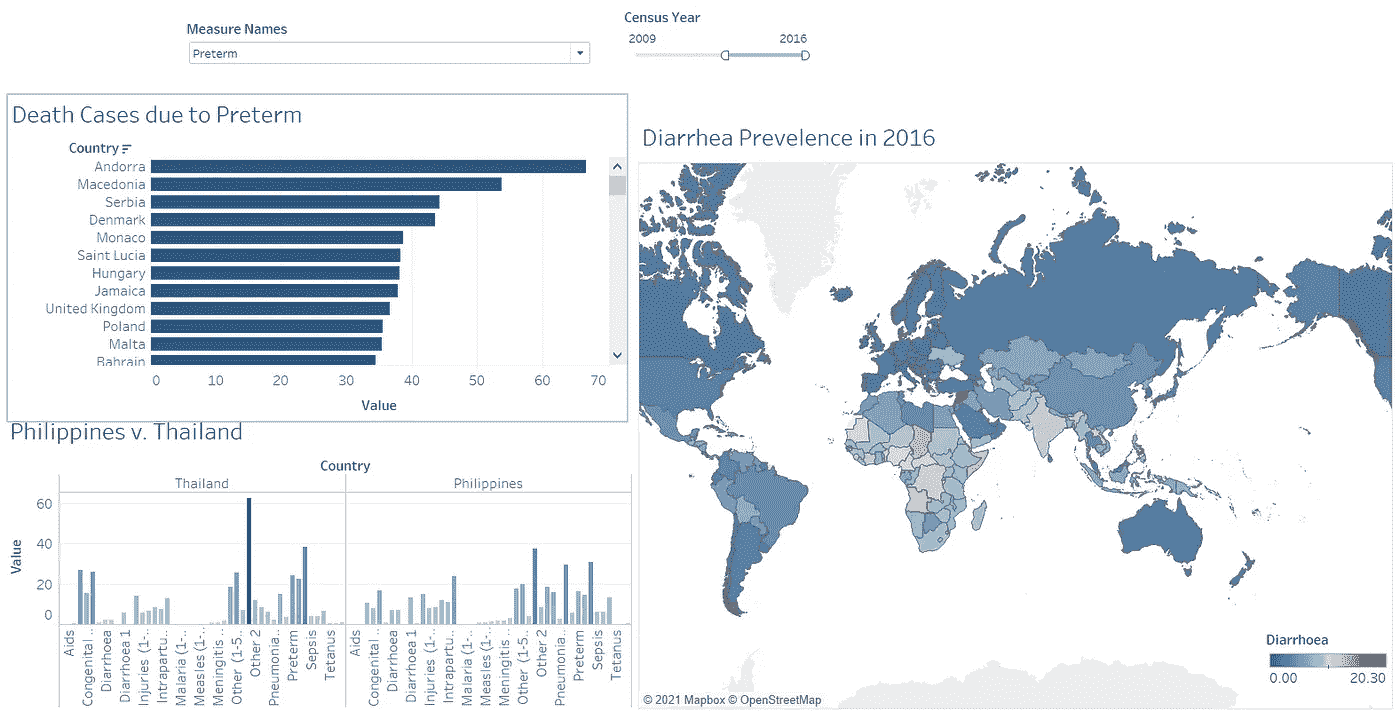 Measure Names
Preterm
Census Year
2009 2016
Death Cases due to Preterm
Country
Andorra
Macedonia
Serbia
Denmark
Monaco
Saint Lucia
Hungary
Jamaica
United Kingdom
Poland
Malta
Bahrain
0 10 20 30 40 50 60 70
Value
Philippines v. Thailand
Country
Thailand Philippines
Value
60
40
20
0
Aids
Congenital ..
Diarrhoea
Diarrhoea 1
Injuries (1-..
Intrapartu..
Malaria (1-..
Measles (1-..
Meningitis ..
Other (1-5..
Other 2
Pneumonia..
Preterm
Sepsis
Tetanus
Aids
Congenital ..
Diarrhoea
Diarrhoea 1
Injuries (1-..
Intrapartu..
Malaria (1-..
Measles (1-..
Meningitis ..
Other (1-5..
Other 2
Pneumonia..
Preterm
Sepsis
Tetanus
Diarrhea Prevelence in 2016
© 2021 Mapbox © OpenStreetMap
Diarrhoea
0.00 20.30